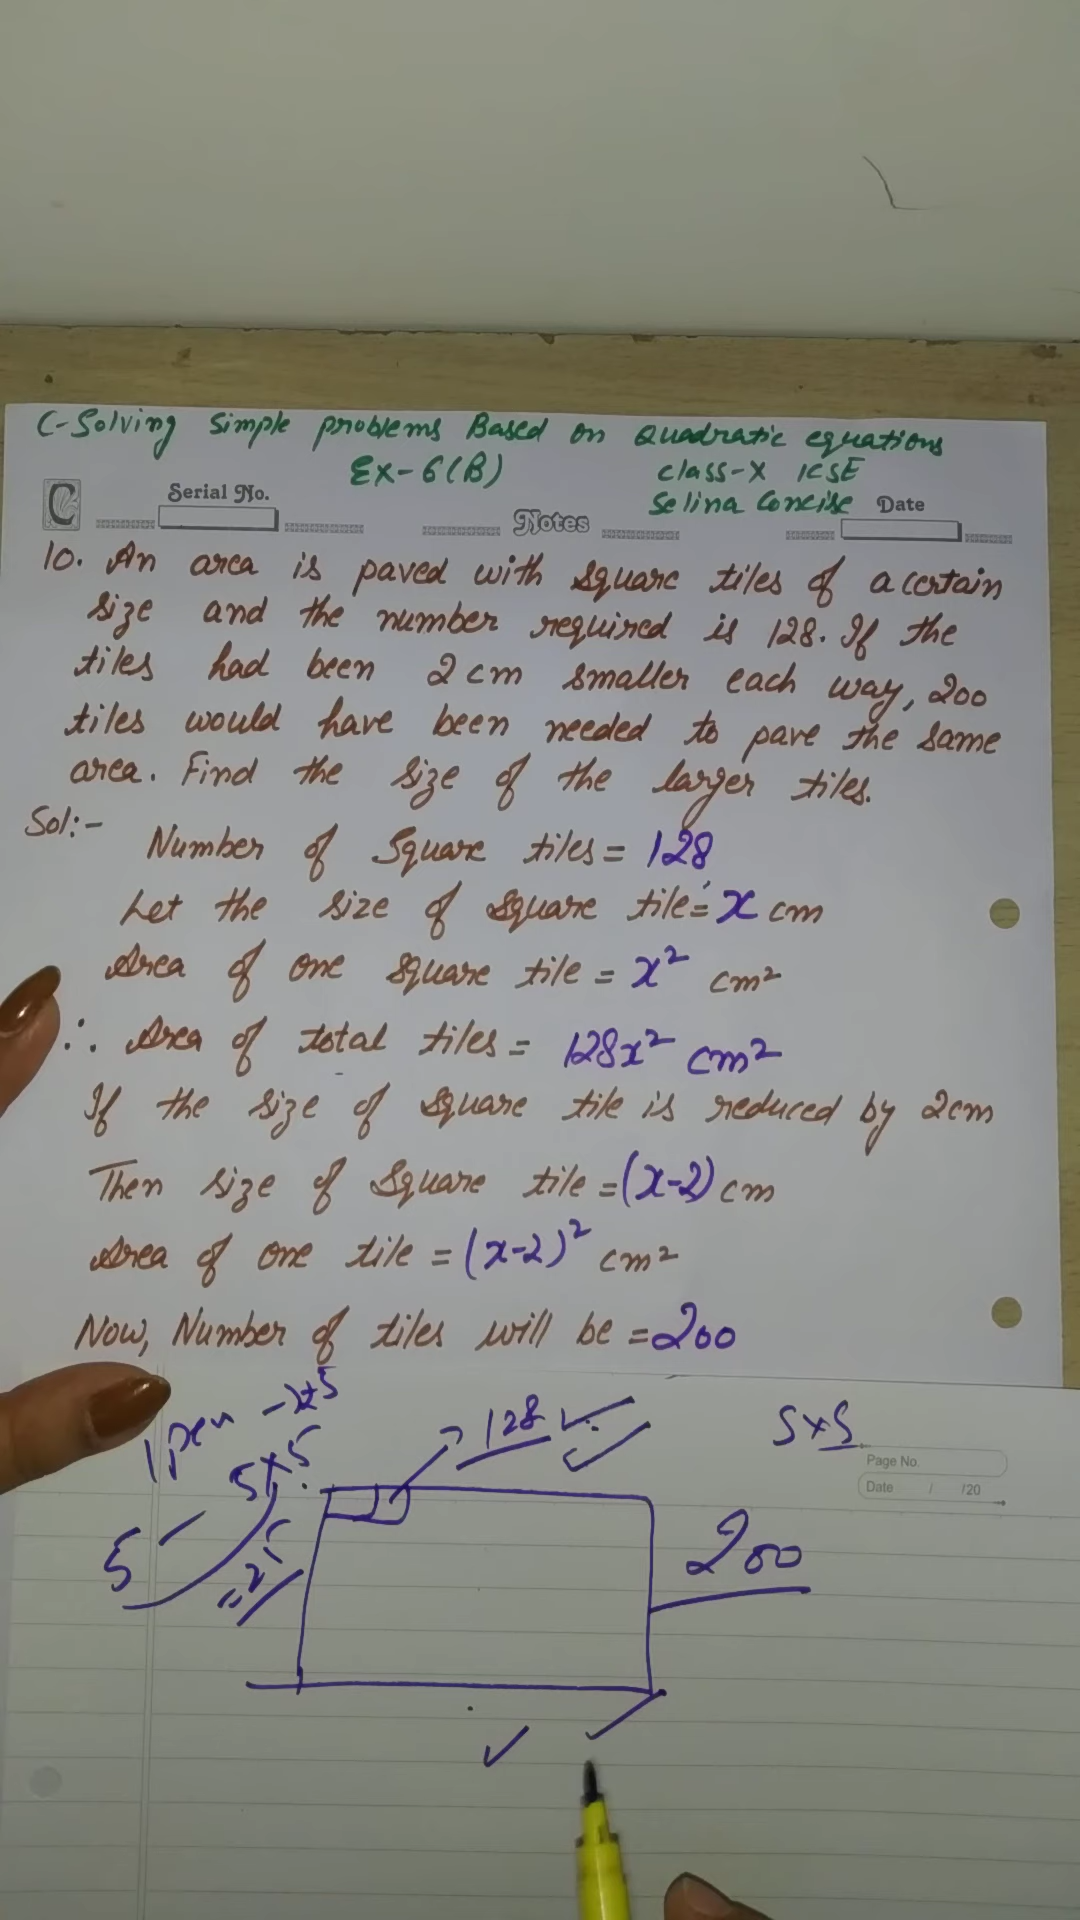 C-Solving Simple problems Based on Quadratic equations
Ex-6(B) class-X ICSE
Selina Concise
C Serial No. Notes Date
10. An area is paved with square tiles of a certain
size and the number required is 128. If the
tiles had been 2 cm smaller each way, 200
tiles would have been needed to pave the same
area. Find the size of the larger tiles.
Sol:-
Number of Square tiles = 128
Let the size of square tile = x cm
Area of one square tile = x² cm²
∴ Area of total tiles = 128x² cm²
If the size of square tile is reduced by 2cm
Then size of Square tile = (x-2) cm
Area of one tile = (x-2)² cm²
Now, Number of tiles will be = 200
1 pen
128
5×5
5×5
Page No.
Date / /20
5
200